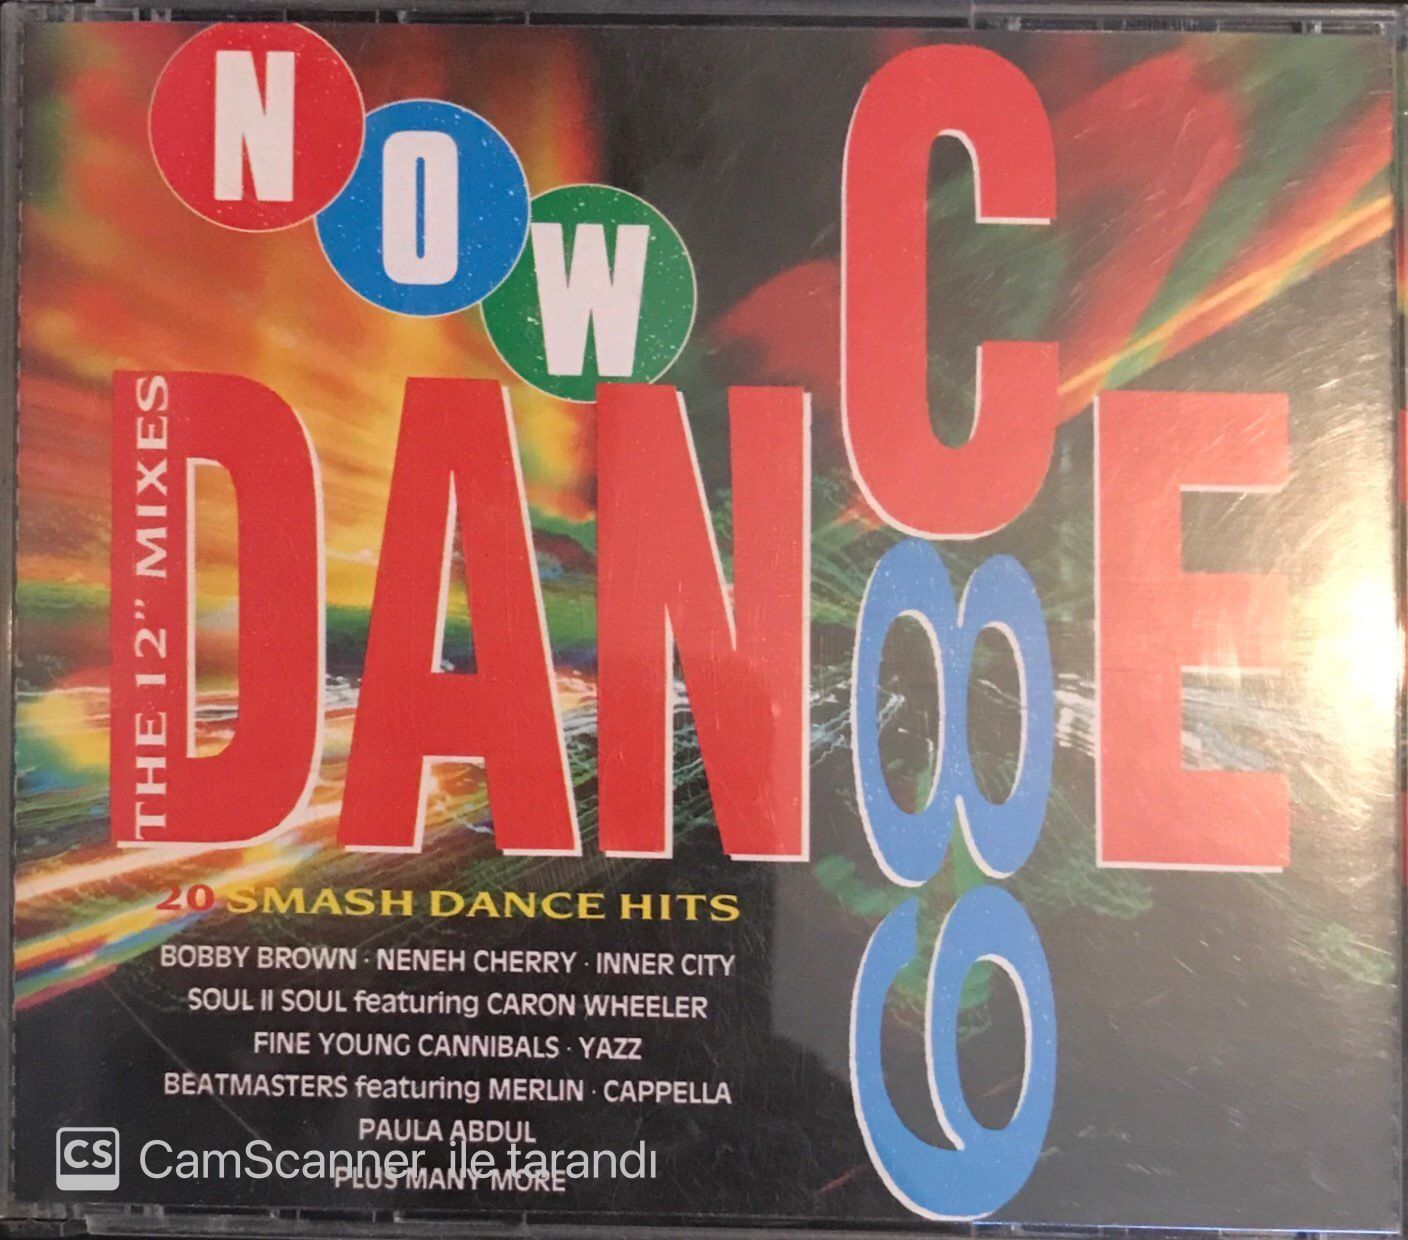 NOW
DANCE
89
THE 12" MIXES
20 SMASH DANCE HITS
BOBBY BROWN · NENEH CHERRY · INNER CITY
SOUL II SOUL featuring CARON WHEELER
FINE YOUNG CANNIBALS · YAZZ
BEATMASTERS featuring MERLIN · CAPPELLA
PAULA ABDUL
PLUS MANY MORE
CS CamScanner ile tarandı